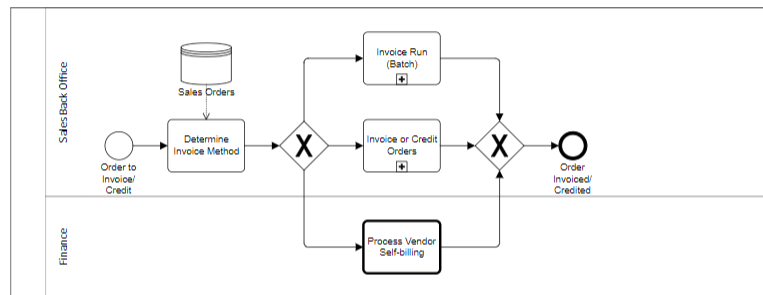 Sales Back Office
Sales Orders
Order to
Invoice/
Credit
Determine
Invoice Method
X
Invoice Run
(Batch)
Invoice or Credit
Orders
X
Order
Invoiced/
Credited
Finance
Process Vendor
Self-billing